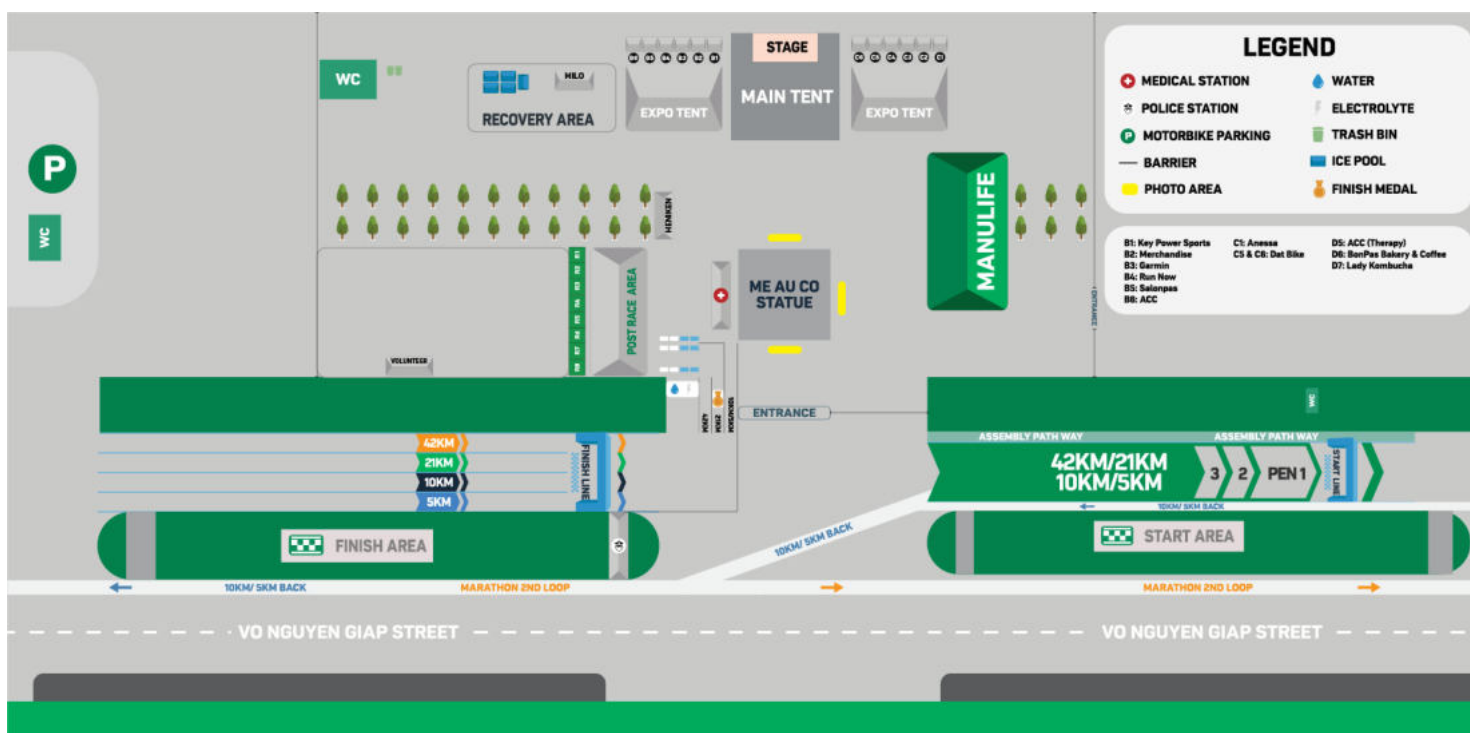 STAGE
MAIN TENT
EXPO TENT
EXPO TENT
WC
MILO
RECOVERY AREA
P
WC
HENIKEN
MANULIFE
ME AU CO
STATUE
POST RACE AREA
VOLUNTEER
ENTRANCE
ENTRANCE
42KM
21KM
10KM/5KM
WC
ASSEMBLY PATH WAY
ASSEMBLY PATH WAY
42KM
21KM
10KM
5KM
FINISH LINE
42KM/21KM
10KM/5KM
3
2
PEN 1
START LINE
10KM/ 5KM BACK
10KM/ 5KM BACK
FINISH AREA
START AREA
10KM/ 5KM BACK
MARATHON 2ND LOOP
MARATHON 2ND LOOP
VO NGUYEN GIAP STREET
VO NGUYEN GIAP STREET
LEGEND
MEDICAL STATION
POLICE STATION
P MOTORBIKE PARKING
BARRIER
PHOTO AREA
WATER
ELECTROLYTE
TRASH BIN
ICE POOL
FINISH MEDAL
B1: Key Power Sports
B2: Merchandise
B3: Garmin
B4: Run Now
B5: Salonpas
B6: ACC
C1: Anessa
C5 & C6: Dat Bike
D5: ACC (Therapy)
D6: BonPas Bakery & Coffee
D7: Lady Kombucha